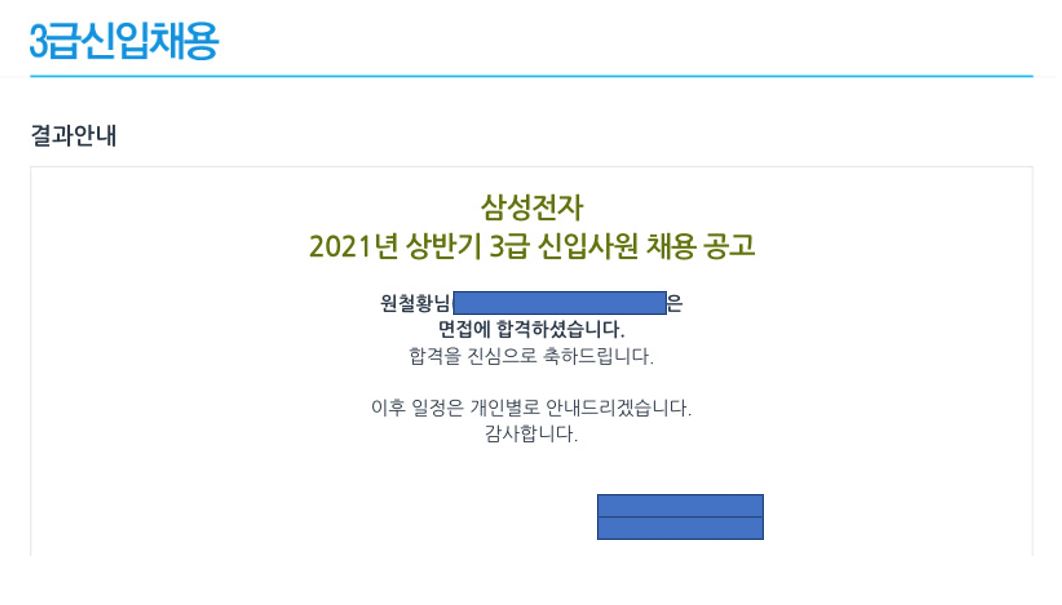 3급신입채용
결과안내
삼성전자
2021년 상반기 3급 신입사원 채용 공고
원철황님 은
면접에 합격하셨습니다.
합격을 진심으로 축하드립니다.
이후 일정은 개인별로 안내드리겠습니다.
감사합니다.